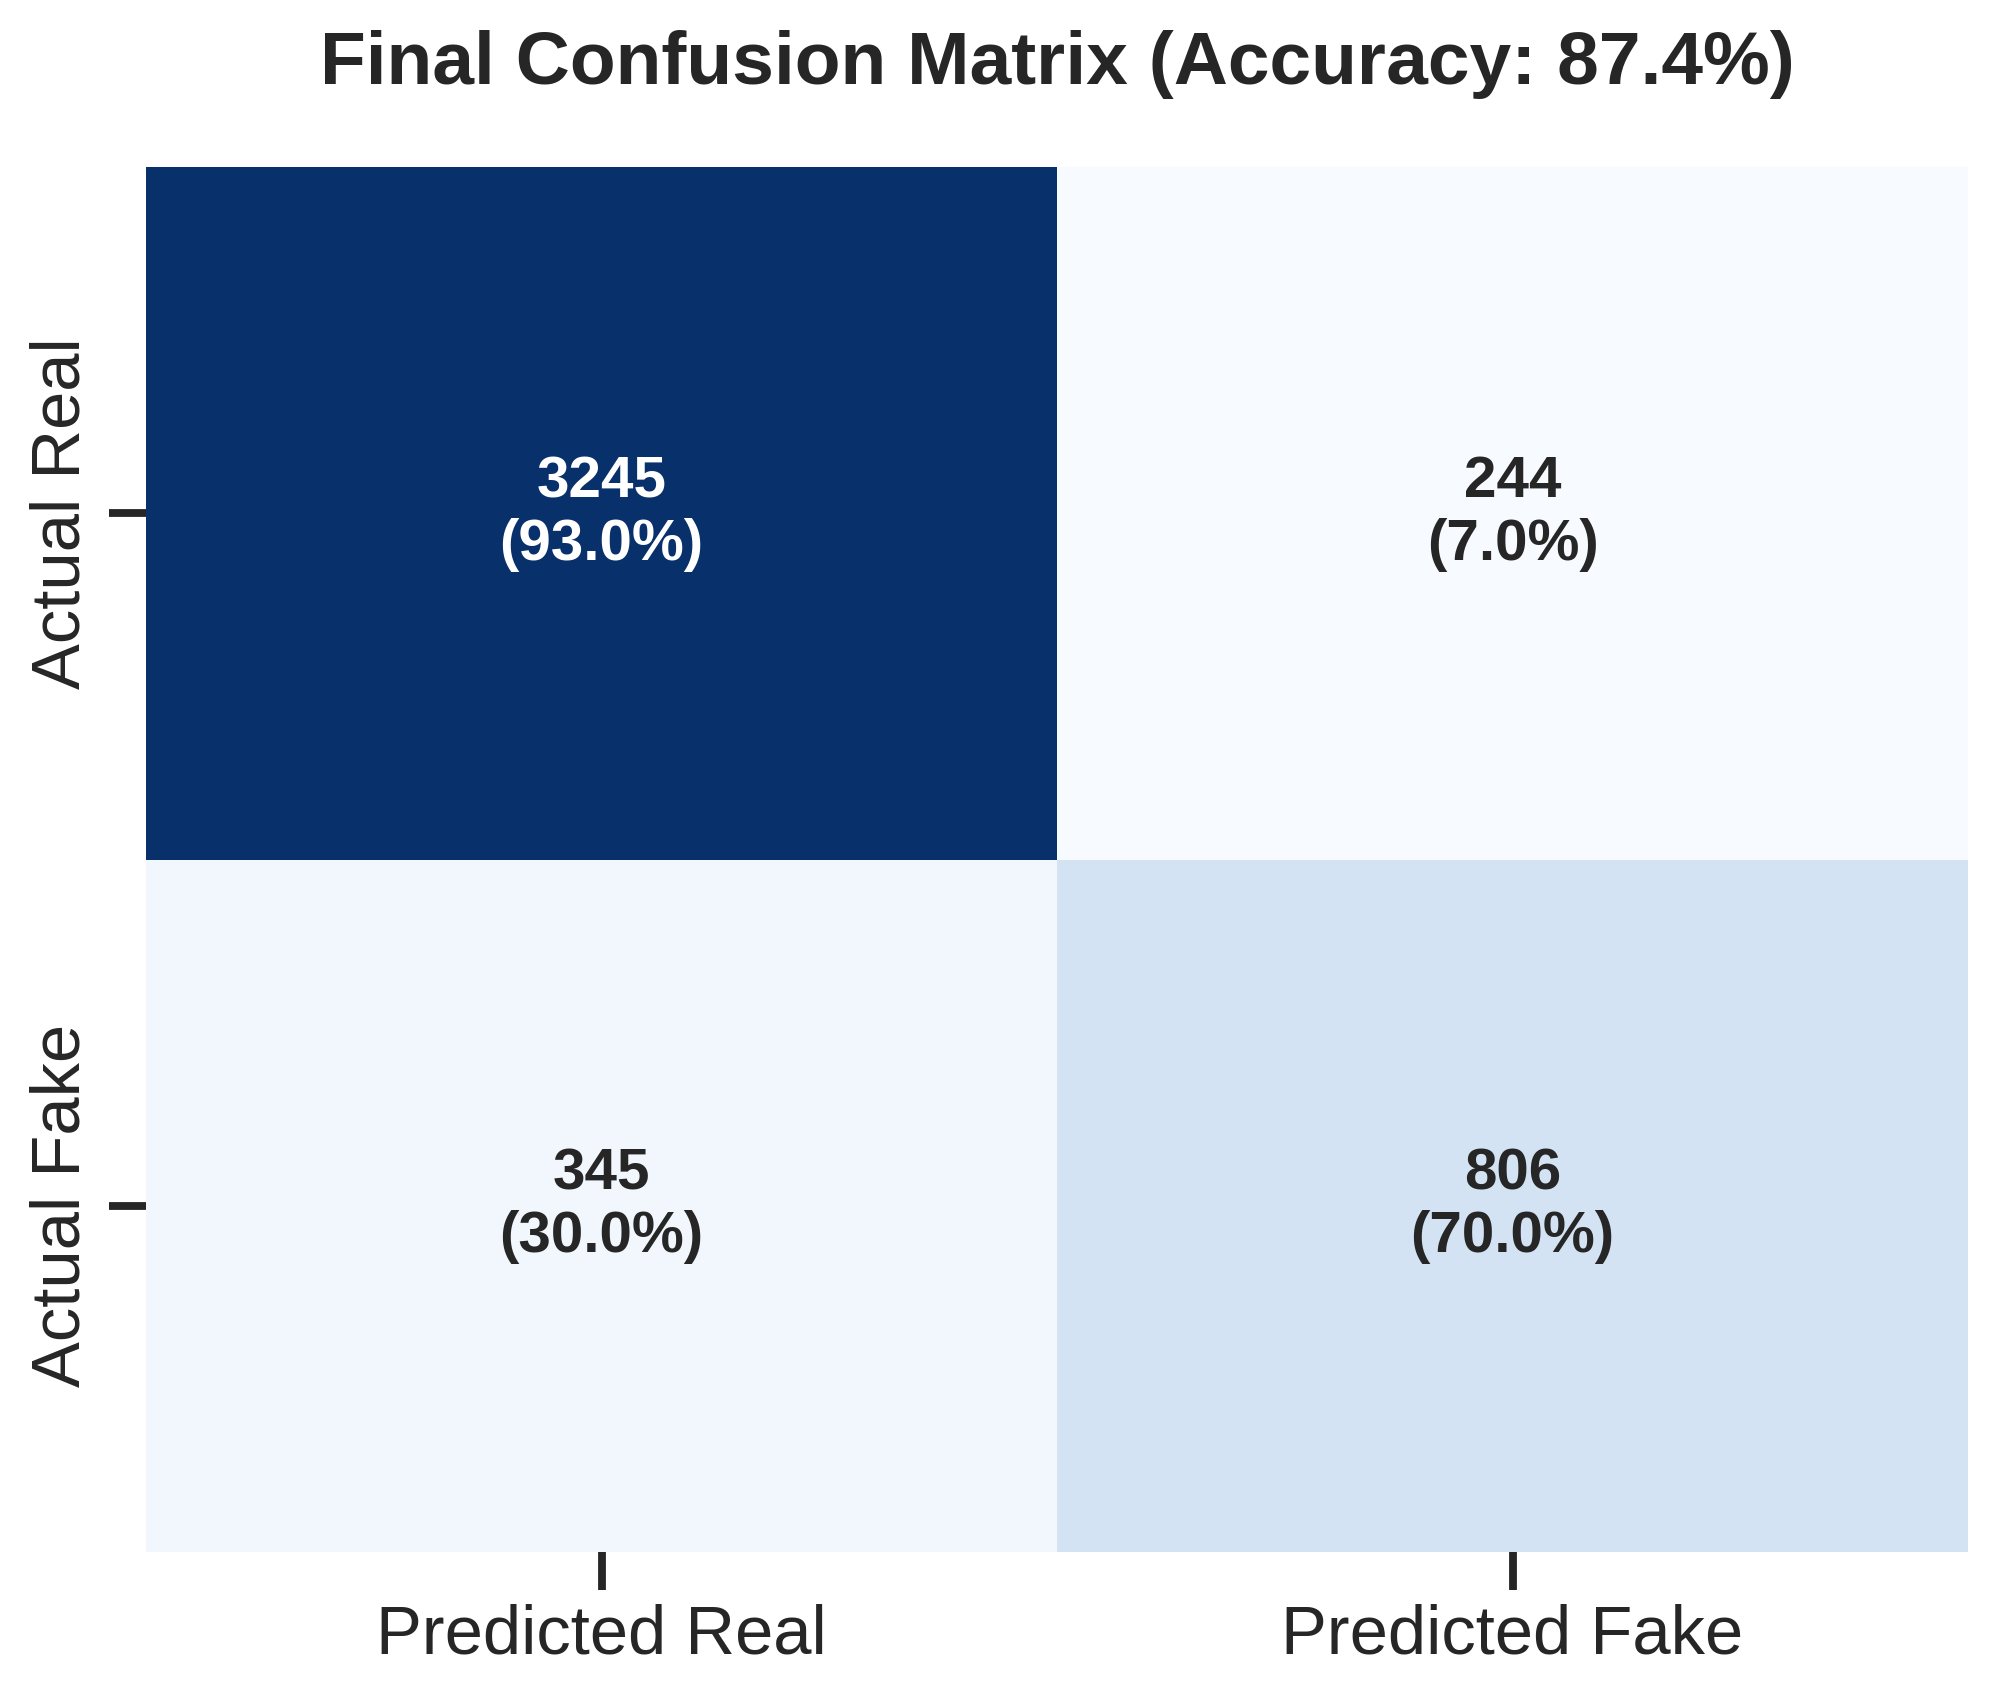 Final Confusion Matrix (Accuracy: 87.4%)
Actual Real
3245
(93.0%)
244
(7.0%)
Actual Fake
345
(30.0%)
806
(70.0%)
Predicted Real
Predicted Fake